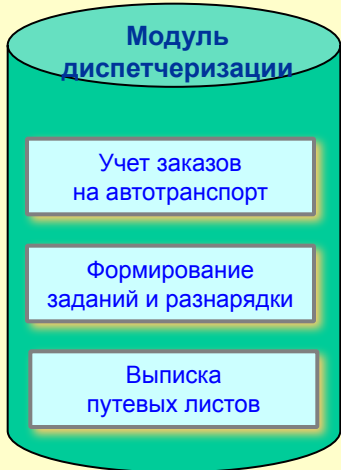 Модуль
диспетчеризации
Учет заказов
на автотранспорт
Формирование
заданий и разнарядки
Выписка
путевых листов